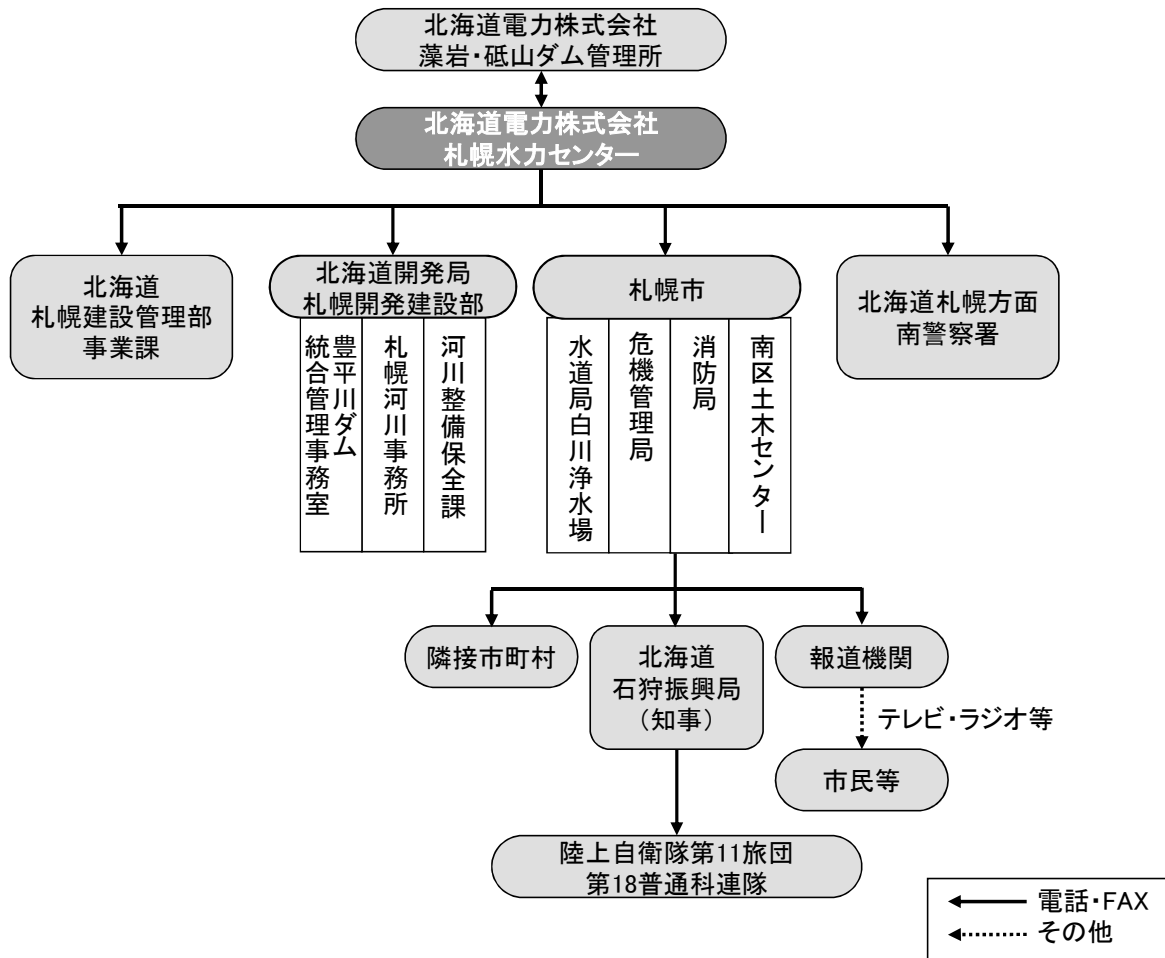 北海道電力株式会社
藻岩・砥山ダム管理所
北海道電力株式会社
札幌水力センター
北海道
札幌建設管理部
事業課
北海道開発局
札幌開発建設部
豊平川ダム
統合管理事務室
札幌河川事務所
河川整備保全課
札幌市
水道局白川浄水場
危機管理局
消防局
南区土木センター
北海道札幌方面
南警察署
隣接市町村
北海道
石狩振興局
（知事）
報道機関
テレビ・ラジオ等
市民等
陸上自衛隊第11旅団
第18普通科連隊
電話・FAX
その他